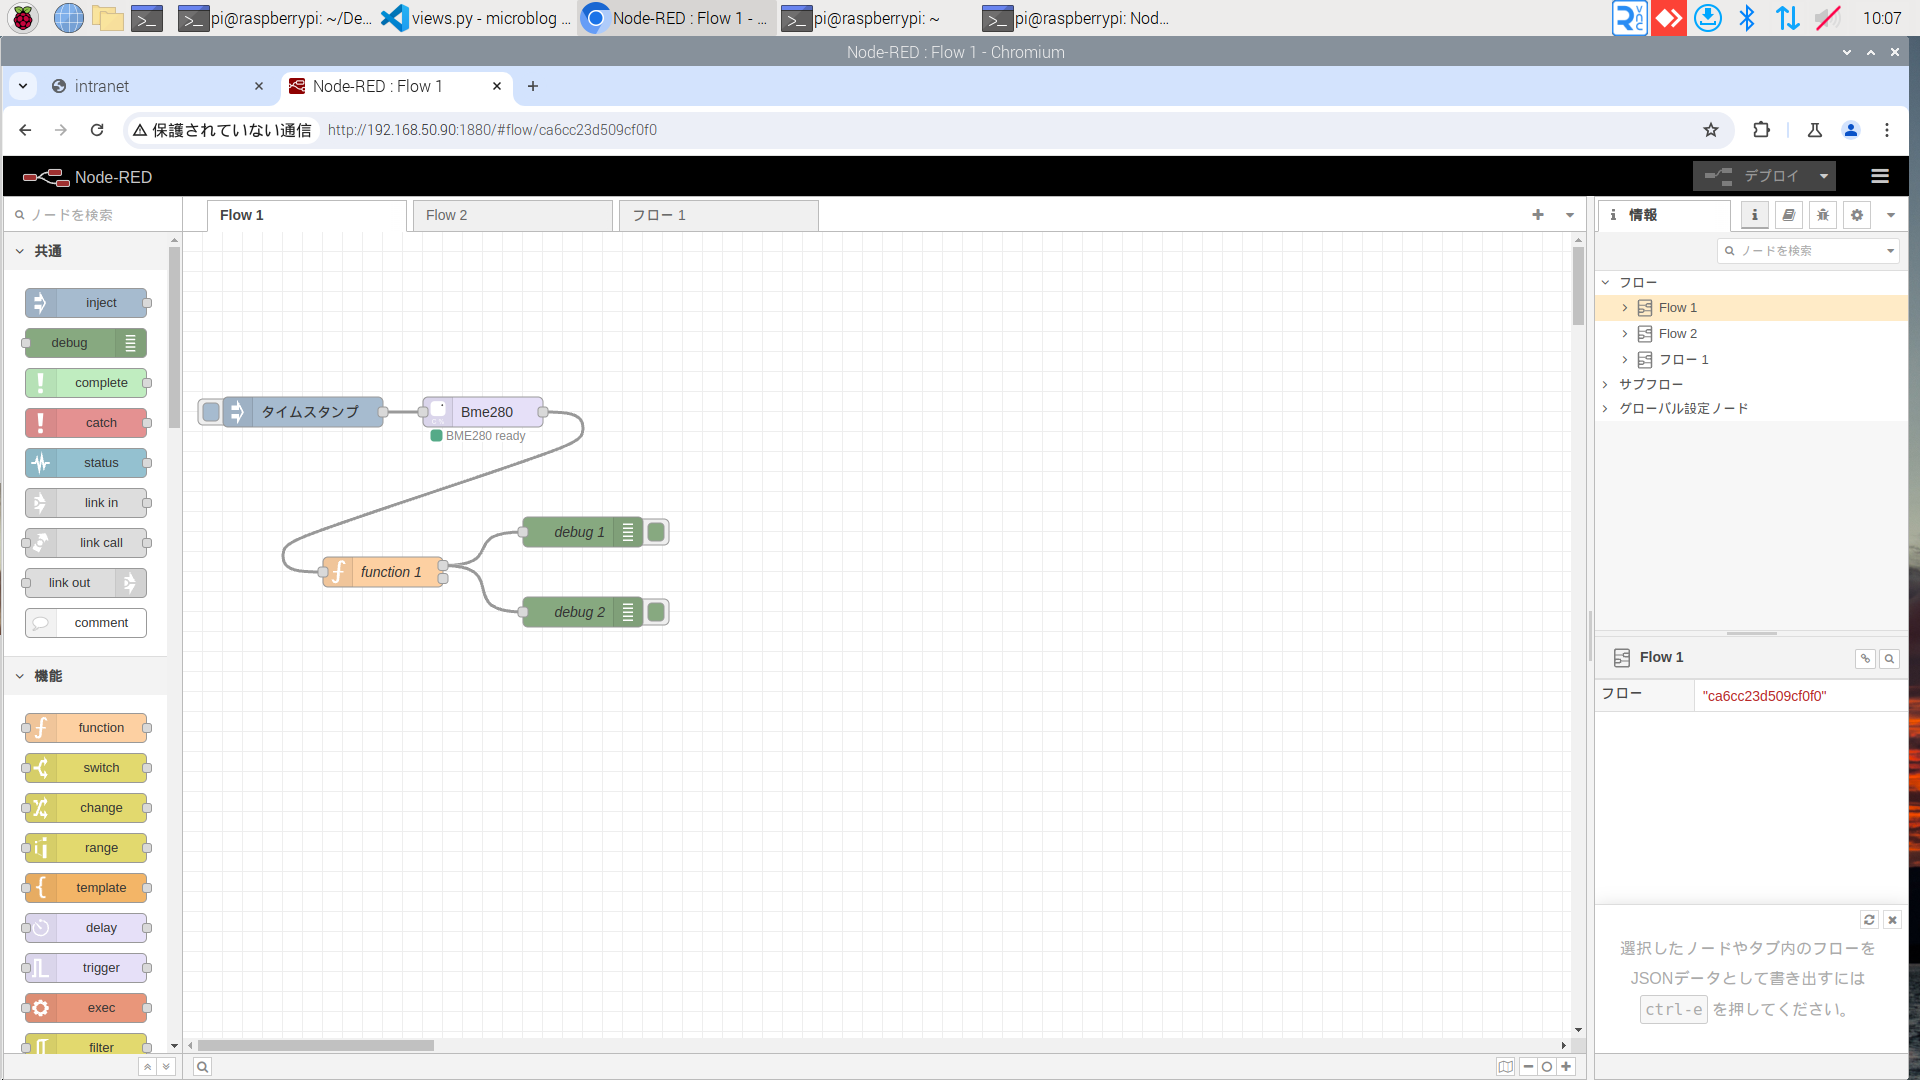 pi@raspberrypi: ~/De...
views.py - microblog ...
Node-RED : Flow 1 - ...
pi@raspberrypi: ~
pi@raspberrypi: Nod...
10:07
Node-RED : Flow 1 - Chromium
intranet
Node-RED : Flow 1
保護されていない通信
http://192.168.50.90:1880/#flow/ca6cc23d509cf0f0
Node-RED
デプロイ
ノードを検索
Flow 1
Flow 2
フロー 1
情報
共通
ノードを検索
inject
debug
complete
catch
status
link in
link call
link out
comment
機能
function
switch
change
range
template
delay
trigger
exec
filter
タイムスタンプ
Bme280
BME280 ready
debug 1
function 1
debug 2
フロー
Flow 1
Flow 2
フロー 1
サブフロー
グローバル設定ノード
Flow 1
フロー
"ca6cc23d509cf0f0"
選択したノードやタブ内のフローを
JSONデータとして書き出すには
ctrl-e を押してください。